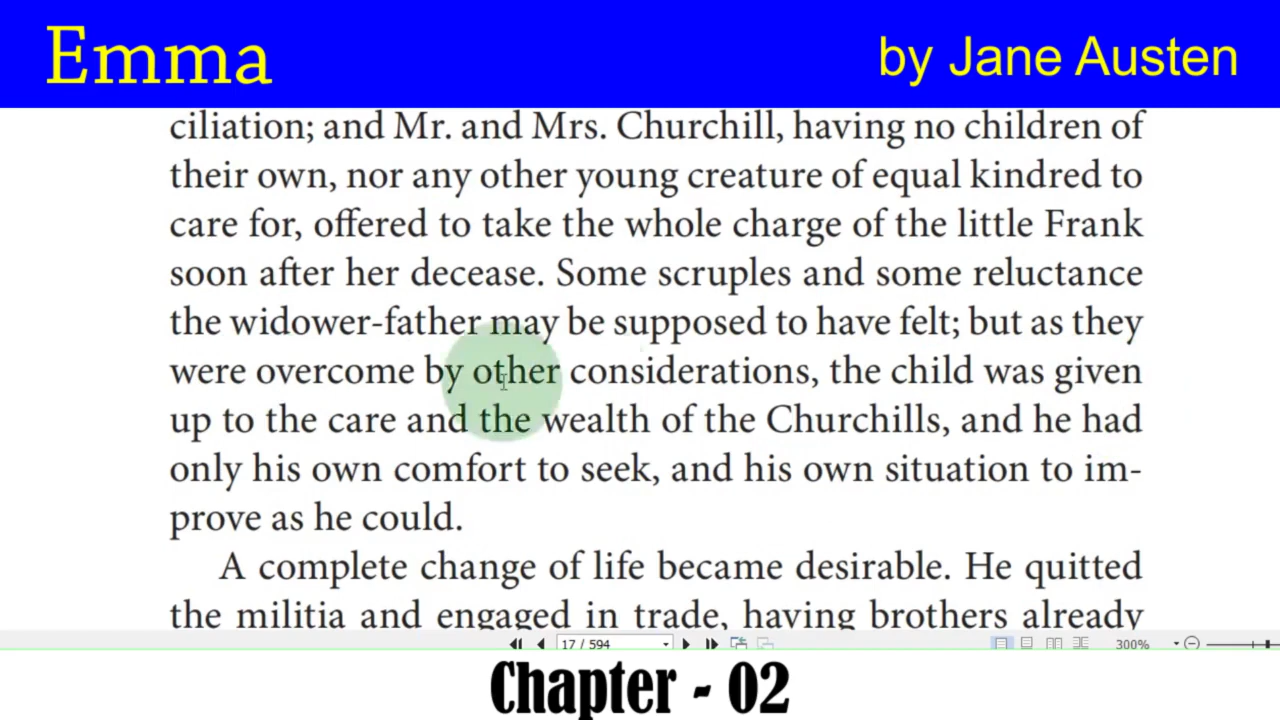 Emma
by Jane Austen
ciliation; and Mr. and Mrs. Churchill, having no children of
their own, nor any other young creature of equal kindred to
care for, offered to take the whole charge of the little Frank
soon after her decease. Some scruples and some reluctance
the widower-father may be supposed to have felt; but as they
were overcome by other considerations, the child was given
up to the care and the wealth of the Churchills, and he had
only his own comfort to seek, and his own situation to im-
prove as he could.
A complete change of life became desirable. He quitted
the militia and engaged in trade, having brothers already
17 / 594
300%
Chapter - 02